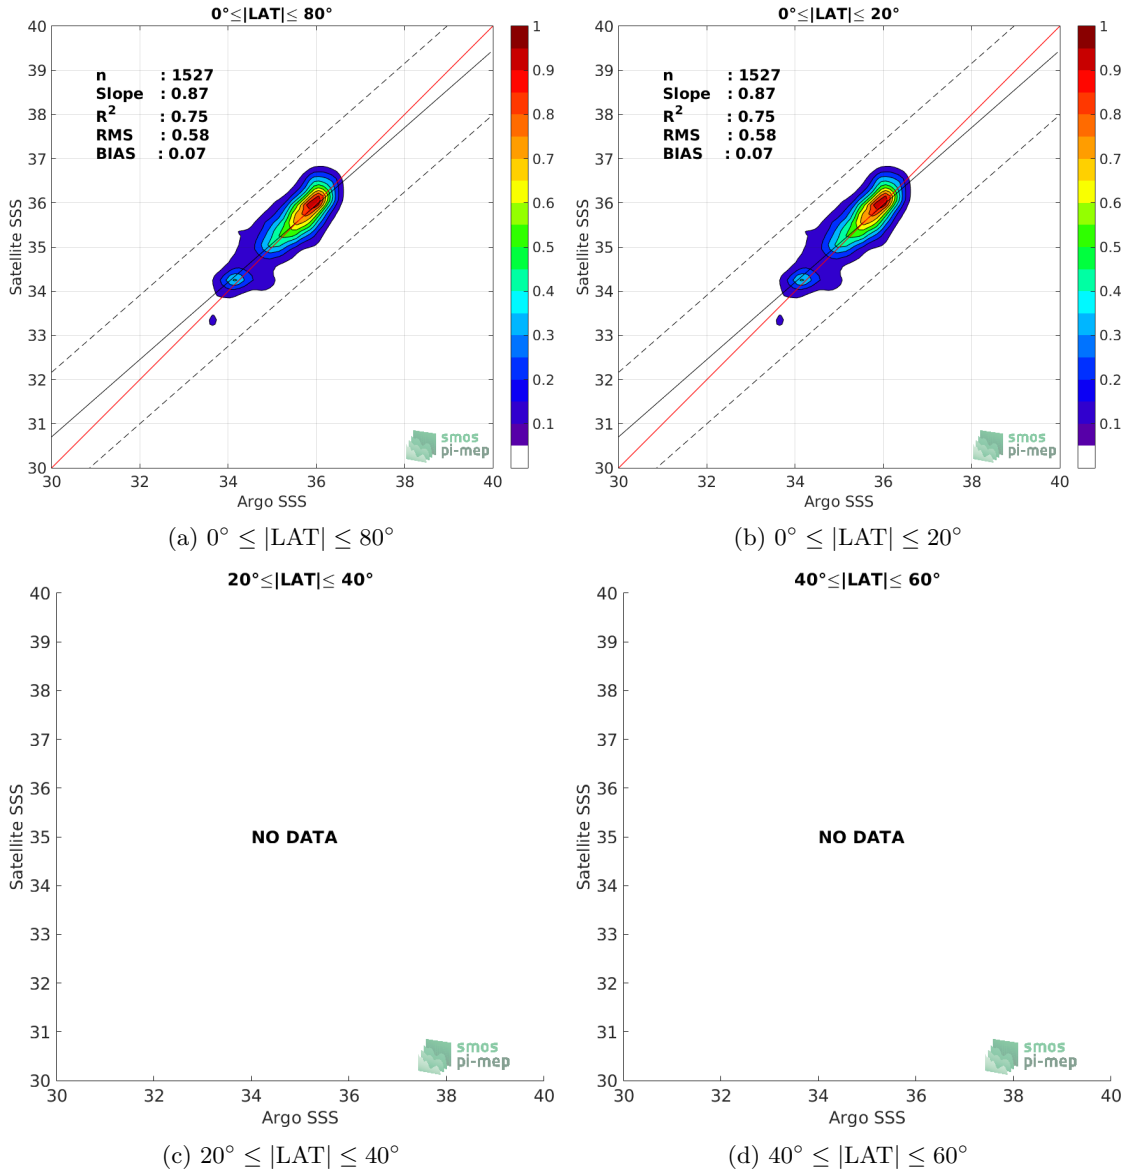 0°≤|LAT|≤ 80°
40
39
38
37
36
35
34
33
32
31
30
Satellite SSS
n : 1527
Slope : 0.87
R² : 0.75
RMS : 0.58
BIAS : 0.07
1
0.9
0.8
0.7
0.6
0.5
0.4
0.3
0.2
0.1
smos
pi-mep
30 32 34 36 38 40
Argo SSS
(a) 0° ≤ |LAT| ≤ 80°
0°≤|LAT|≤ 20°
40
39
38
37
36
35
34
33
32
31
30
Satellite SSS
n : 1527
Slope : 0.87
R² : 0.75
RMS : 0.58
BIAS : 0.07
1
0.9
0.8
0.7
0.6
0.5
0.4
0.3
0.2
0.1
smos
pi-mep
30 32 34 36 38 40
Argo SSS
(b) 0° ≤ |LAT| ≤ 20°
20°≤|LAT|≤ 40°
40
39
38
37
36
35
34
33
32
31
30
Satellite SSS
NO DATA
smos
pi-mep
30 32 34 36 38 40
Argo SSS
(c) 20° ≤ |LAT| ≤ 40°
40°≤|LAT|≤ 60°
40
39
38
37
36
35
34
33
32
31
30
Satellite SSS
NO DATA
smos
pi-mep
30 32 34 36 38 40
Argo SSS
(d) 40° ≤ |LAT| ≤ 60°